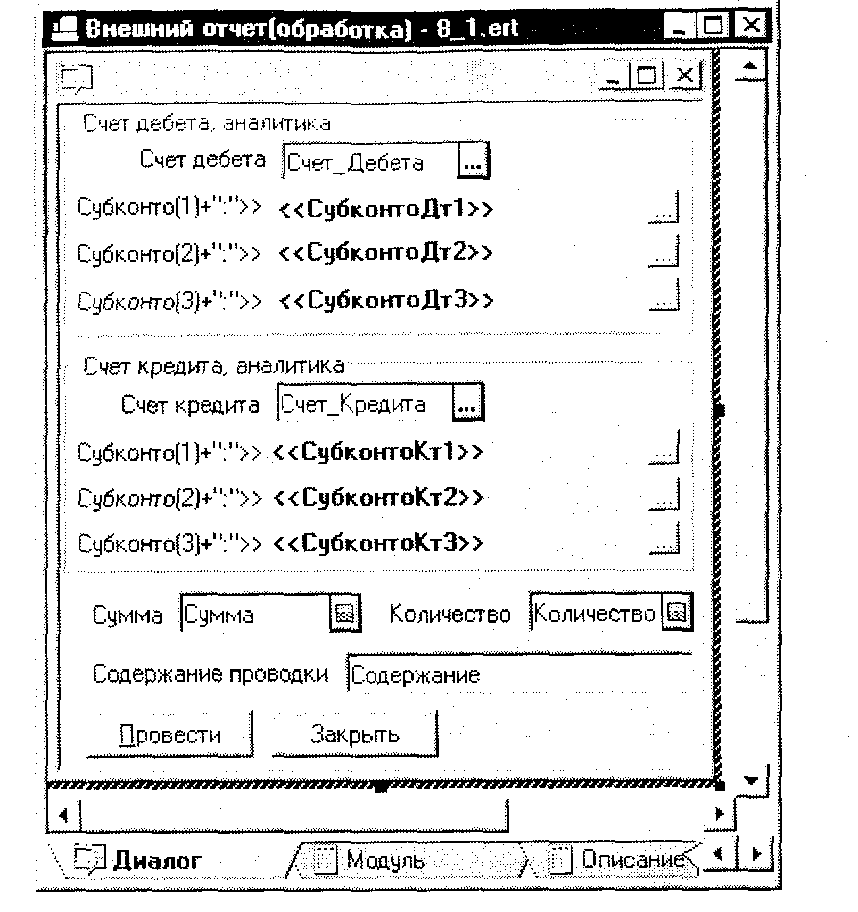 Внешний отчет(обработка) - 8_1.ert
Счет дебета, аналитика
Счет дебета Счет_Дебета ...
Субконто(1)+":">> <<СубконтоДт1>> ...
Субконто(2)+":">> <<СубконтоДт2>> ...
Субконто(3)+":">> <<СубконтоДт3>> ...
Счет кредита, аналитика
Счет кредита Счет_Кредита ...
Субконто(1)+":">> <<СубконтоКт1>> ...
Субконто(2)+":">> <<СубконтоКт2>> ...
Субконто(3)+":">> <<СубконтоКт3>> ...
Сумма Сумма Количество Количество
Содержание проводки Содержание
Провести Закрыть
Диалог Модуль Описание